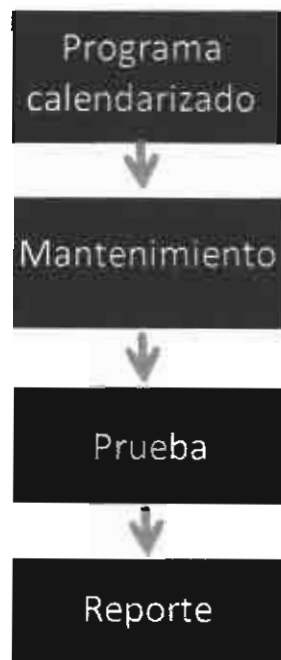 Programa
calendarizado
Mantenimiento
Prueba
Reporte